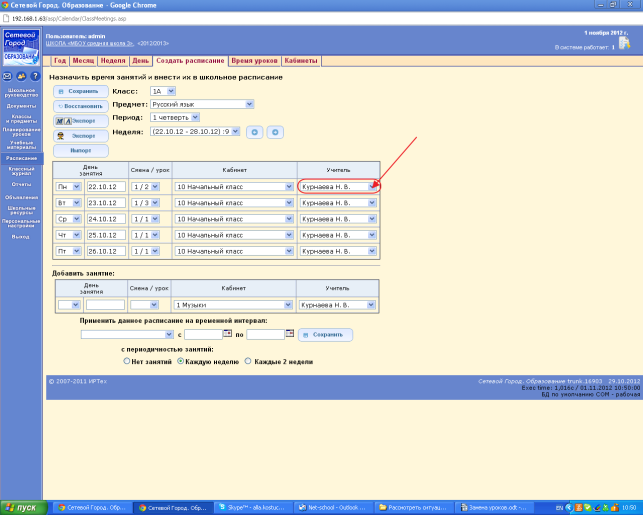 Сетевой Город. Образование - Google Chrome
192.168.1.63/asp/Calendar/ClassMeetings.asp
Сетевой Город ОБРАЗОВАНИЕ
Пользователь: admin
ШКОЛА «МБОУ средняя школа 2», <2012/2013>
1 ноября 2012 г.
В системе работает: 1
Год Месяц Неделя День Создать расписание Время уроков Кабинеты
Школьное руководство
Документы
Классы и предметы
Планирование уроков
Учебные материалы
Расписание
Классный журнал
Отчеты
Объявления
Школьные ресурсы
Персональные настройки
Выход
Назначить время занятий и внести их в школьное расписание
Сохранить
Восстановить
Экспорт
Экспорт
Импорт
Класс: 1А
Предмет: Русский язык
Период: 1 четверть
Неделя: (22.10.12 - 28.10.12) :9
День занятия Смена / урок Кабинет Учитель
Пн 22.10.12 1 / 2 10 Начальный класс Курнаева Н. В.
Вт 23.10.12 1 / 3 10 Начальный класс Курнаева Н. В.
Ср 24.10.12 1 / 1 10 Начальный класс Курнаева Н. В.
Чт 25.10.12 1 / 1 10 Начальный класс Курнаева Н. В.
Пт 26.10.12 1 / 1 10 Начальный класс Курнаева Н. В.
Добавить занятие:
День занятия Смена / урок Кабинет Учитель
1 Музыки Курнаева Н. В.
Применить данное расписание на временной интервал:
с по Сохранить
с периодичностью занятий:
Нет занятий Каждую неделю Каждые 2 недели
© 2007-2011 ИРТех
Сетевой Город. Образование trunk.16903 29.10.2012
Exec time: 1,016с / 01.11.2012 10:50:00
БД по умолчанию COM - рабочая
пуск
Сетевой Город. Обр...
Сетевой Город. Обр...
Skype™ - alla.kostuc...
Net-school - Outlook ...
Рассмотреть ситуац...
Замена уроков.odt - ...
EN
10:50